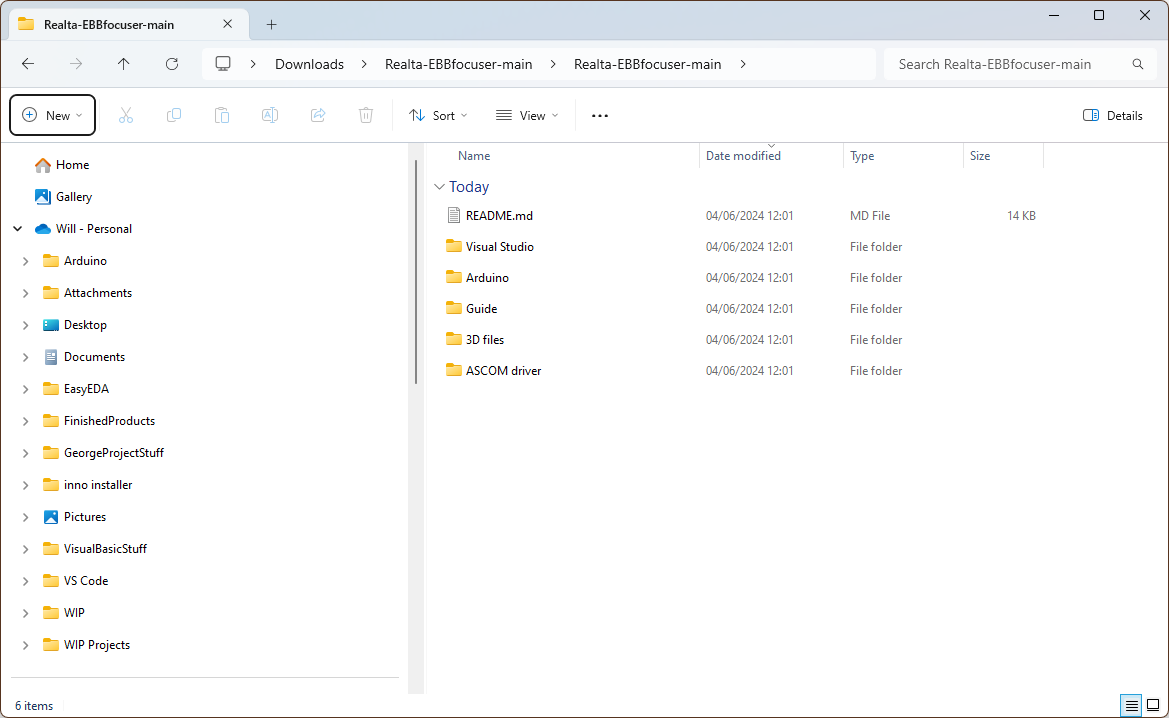 Realta-EBBfocuser-main
Downloads Realta-EBBfocuser-main Realta-EBBfocuser-main
Search Realta-EBBfocuser-main
New Sort View Details
Home
Gallery
Will - Personal
Arduino
Attachments
Desktop
Documents
EasyEDA
FinishedProducts
GeorgeProjectStuff
inno installer
Pictures
VisualBasicStuff
VS Code
WIP
WIP Projects
Name Date modified Type Size
Today
README.md 04/06/2024 12:01 MD File 14 KB
Visual Studio 04/06/2024 12:01 File folder
Arduino 04/06/2024 12:01 File folder
Guide 04/06/2024 12:01 File folder
3D files 04/06/2024 12:01 File folder
ASCOM driver 04/06/2024 12:01 File folder
6 items